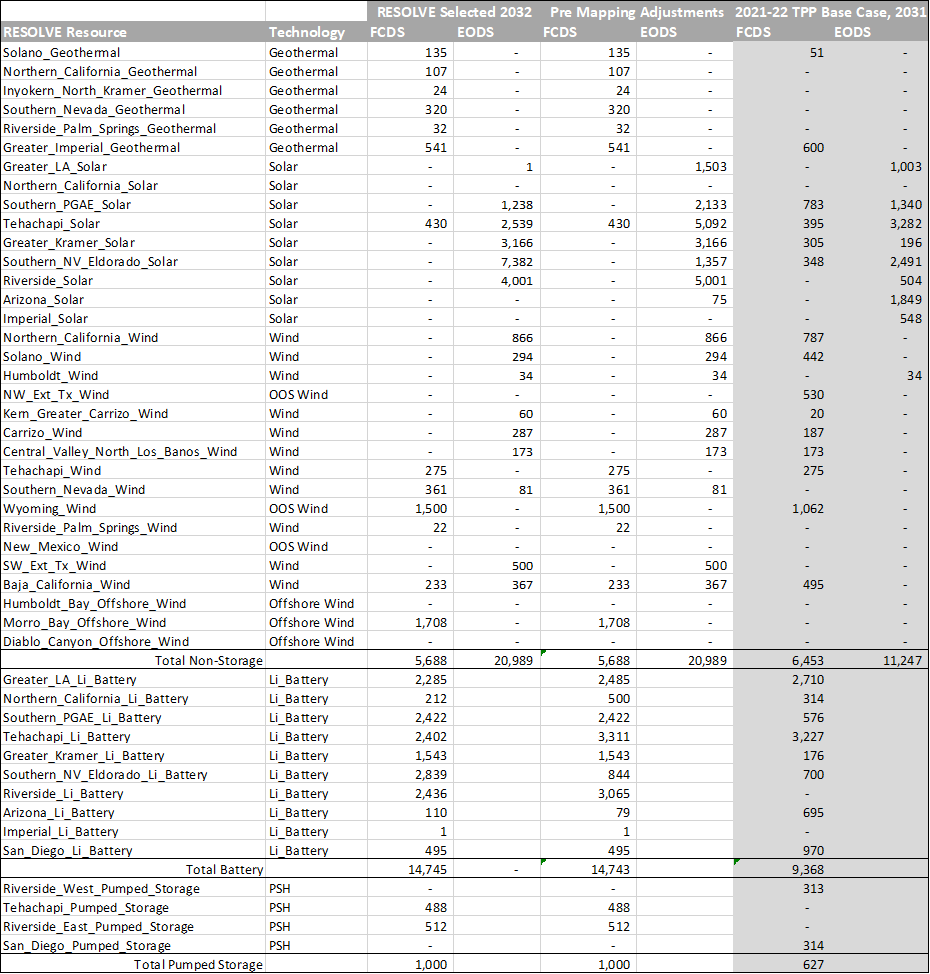 RESOLVE Selected 2032 Pre Mapping Adjustments 2021-22 TPP Base Case, 2031
RESOLVE Resource Technology FCDS EODS FCDS EODS FCDS EODS
Solano_Geothermal Geothermal 135 - 135 - 51 -
Northern_California_Geothermal Geothermal 107 - 107 - - -
Inyokern_North_Kramer_Geothermal Geothermal 24 - 24 - - -
Southern_Nevada_Geothermal Geothermal 320 - 320 - - -
Riverside_Palm_Springs_Geothermal Geothermal 32 - 32 - - -
Greater_Imperial_Geothermal Geothermal 541 - 541 - 600 -
Greater_LA_Solar Solar - 1 - 1,503 - 1,003
Northern_California_Solar Solar - - - - - -
Southern_PGAE_Solar Solar - 1,238 - 2,133 783 1,340
Tehachapi_Solar Solar 430 2,539 430 5,092 395 3,282
Greater_Kramer_Solar Solar - 3,166 - 3,166 305 196
Southern_NV_Eldorado_Solar Solar - 7,382 - 1,357 348 2,491
Riverside_Solar Solar - 4,001 - 5,001 - 504
Arizona_Solar Solar - - - 75 - 1,849
Imperial_Solar Solar - - - - - 548
Northern_California_Wind Wind - 866 - 866 787 -
Solano_Wind Wind - 294 - 294 442 -
Humboldt_Wind Wind - 34 - 34 - 34
NW_Ext_Tx_Wind OOS Wind - - - - 530 -
Kern_Greater_Carrizo_Wind Wind - 60 - 60 20 -
Carrizo_Wind Wind - 287 - 287 187 -
Central_Valley_North_Los_Banos_Wind Wind - 173 - 173 173 -
Tehachapi_Wind Wind 275 - 275 - 275 -
Southern_Nevada_Wind Wind 361 81 361 81 - -
Wyoming_Wind OOS Wind 1,500 - 1,500 - 1,062 -
Riverside_Palm_Springs_Wind Wind 22 - 22 - - -
New_Mexico_Wind OOS Wind - - - - - -
SW_Ext_Tx_Wind Wind - 500 - 500 - -
Baja_California_Wind Wind 233 367 233 367 495 -
Humboldt_Bay_Offshore_Wind Offshore Wind - - - - - -
Morro_Bay_Offshore_Wind Offshore Wind 1,708 - 1,708 - - -
Diablo_Canyon_Offshore_Wind Offshore Wind - - - - - -
Total Non-Storage 5,688 20,989 5,688 20,989 6,453 11,247
Greater_LA_Li_Battery Li_Battery 2,285 2,485 2,710
Northern_California_Li_Battery Li_Battery 212 500 314
Southern_PGAE_Li_Battery Li_Battery 2,422 2,422 576
Tehachapi_Li_Battery Li_Battery 2,402 3,311 3,227
Greater_Kramer_Li_Battery Li_Battery 1,543 1,543 176
Southern_NV_Eldorado_Li_Battery Li_Battery 2,839 844 700
Riverside_Li_Battery Li_Battery 2,436 3,065 -
Arizona_Li_Battery Li_Battery 110 79 695
Imperial_Li_Battery Li_Battery 1 1 -
San_Diego_Li_Battery Li_Battery 495 495 970
Total Battery 14,745 - 14,743 9,368
Riverside_West_Pumped_Storage PSH - - 313
Tehachapi_Pumped_Storage PSH 488 488 -
Riverside_East_Pumped_Storage PSH 512 512 -
San_Diego_Pumped_Storage PSH - - 314
Total Pumped Storage 1,000 1,000 627